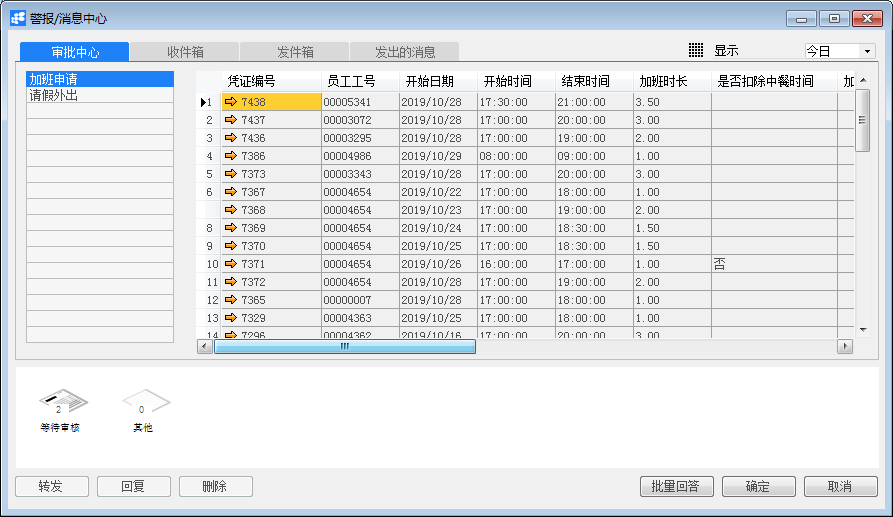 警报/消息中心
审批中心 收件箱 发件箱 发出的消息 显示 今日
加班申请
请假外出
凭证编号 员工工号 开始日期 开始时间 结束时间 加班时长 是否扣除中餐时间 加
1 7438 00005341 2019/10/28 17:30:00 21:00:00 3.50
2 7437 00003072 2019/10/28 17:00:00 20:00:00 3.00
3 7436 00003295 2019/10/28 17:00:00 19:00:00 2.00
4 7386 00004986 2019/10/29 08:00:00 09:00:00 1.00
5 7373 00003343 2019/10/28 17:00:00 20:00:00 3.00
6 7367 00004654 2019/10/22 17:00:00 18:00:00 1.00
7368 00004654 2019/10/23 17:00:00 19:00:00 2.00
8 7369 00004654 2019/10/24 17:00:00 18:30:00 1.50
9 7370 00004654 2019/10/25 17:00:00 18:30:00 1.50
10 7371 00004654 2019/10/26 16:00:00 17:00:00 1.00 否
11 7372 00004654 2019/10/28 17:00:00 19:00:00 2.00
12 7365 00000007 2019/10/28 17:00:00 18:00:00 1.00
13 7329 00004363 2019/10/25 17:00:00 18:00:00 1.00
14 7296 00004362 2019/10/16 17:00:00 20:00:00 3.00
2 0
等待审核 其他
转发 回复 删除 批量回答 确定 取消